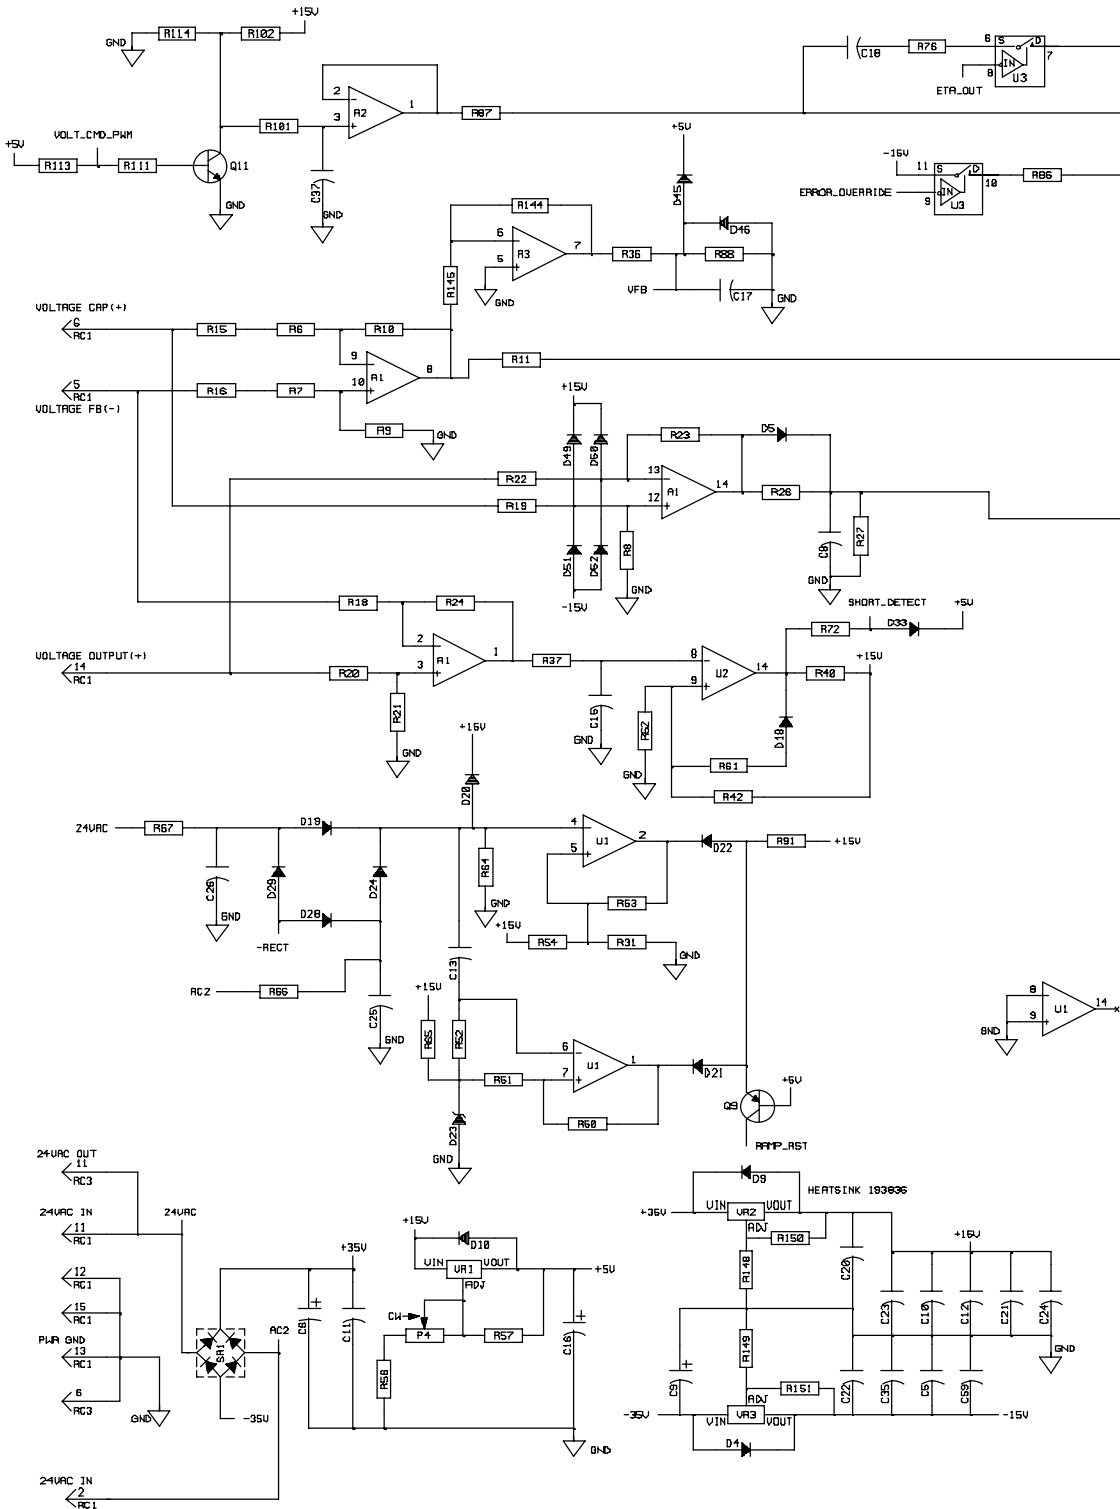 +15V
R114
R102
GND
C18
R76
6 S D
7
8 IN
U3
ETA_OUT
2
A2
1
3
R87
R101
VOLT_CMD_PWM
+5V
R113
R111
Q11
C37
GND
GND
+5V
D45
-15V
11 S D
10
R86
ERROR_OVERRIDE
9 IN
U3
R144
D46
6
A3
7
5
R36
R88
R145
GND
VFB
C17
GND
VOLTAGE CAP(+)
6
RC1
R15
R6
R10
9
A1
8
10
R11
5
RC1
R16
R7
VOLTAGE FB(-)
R9
GND
+15V
D49
D50
R23
D5
R22
13
A1
14
12
R26
R19
D51
D52
R8
C8
R27
GND
GND
-15V
SHORT_DETECT
+5V
R18
R24
R72
D33
VOLTAGE OUTPUT(+)
14
RC1
R20
2
A1
1
3
R37
8
U2
14
9
+15V
R40
R21
C15
R62
D18
GND
GND
R61
GND
R42
+15V
D20
24VAC
R67
D19
4
U1
2
5
D22
R91
+15V
C26
D29
D24
R64
GND
D28
GND
R53
-RECT
+15V
R54
R31
GND
C13
AC2
R66
C25
+15V
GND
R65
R52
8
U1
14
9
GND
6
U1
1
7
R51
D21
R50
Q9
+5V
D23
GND
RAMP_RST
24VAC OUT
11
RC3
24VAC IN
11
RC1
24VAC
12
RC1
15
RC1
PWR GND
13
RC1
6
RC3
GND
SR1
AC2
+35V
-35V
24VAC IN
2
RC1
C6
C11
+15V
D10
VIN VR1 VOUT
ADJ
+5V
CW
P4
R57
R58
C16
GND
D9
HEATSINK 193836
+35V
VIN VR2 VOUT
ADJ
R150
R148
C20
+15V
C23
C10
C12
C21
C24
GND
R149
C9
C22
C35
C5
C59
R151
ADJ
-35V
VIN VR3 VOUT
-15V
D4